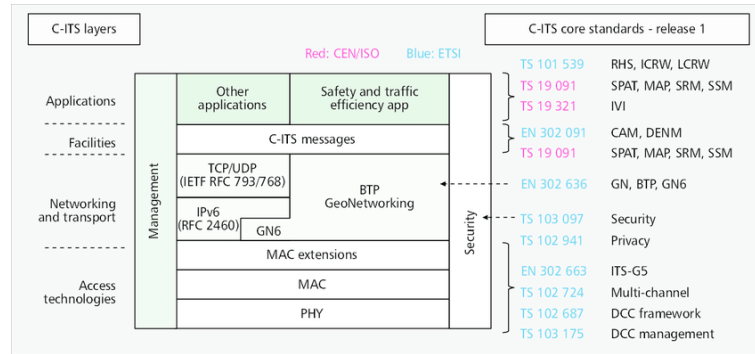 C-ITS layers
C-ITS core standards - release 1
Red: CEN/ISO
Blue: ETSI
Applications
Facilities
Networking
and transport
Access
technologies
Management
Other
applications
Safety and traffic
efficiency app
C-ITS messages
TCP/UDP
(IETF RFC 793/768)
BTP
GeoNetworking
IPv6
(RFC 2460)
GN6
MAC extensions
MAC
PHY
Security
TS 101 539 RHS, ICRW, LCRW
TS 19 091 SPAT, MAP, SRM, SSM
TS 19 321 IVI
EN 302 091 CAM, DENM
TS 19 091 SPAT, MAP, SRM, SSM
EN 302 636 GN, BTP, GN6
TS 103 097 Security
TS 102 941 Privacy
EN 302 663 ITS-G5
TS 102 724 Multi-channel
TS 102 687 DCC framework
TS 103 175 DCC management